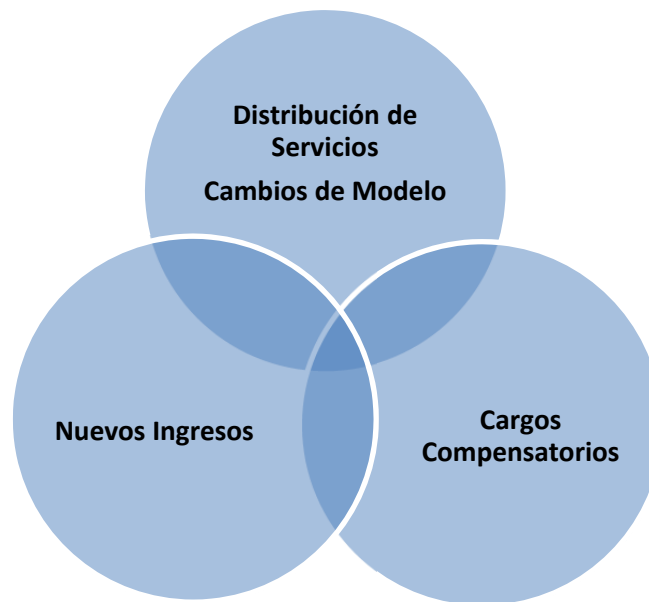 Distribución de
Servicios
Cambios de Modelo
Nuevos Ingresos
Cargos
Compensatorios